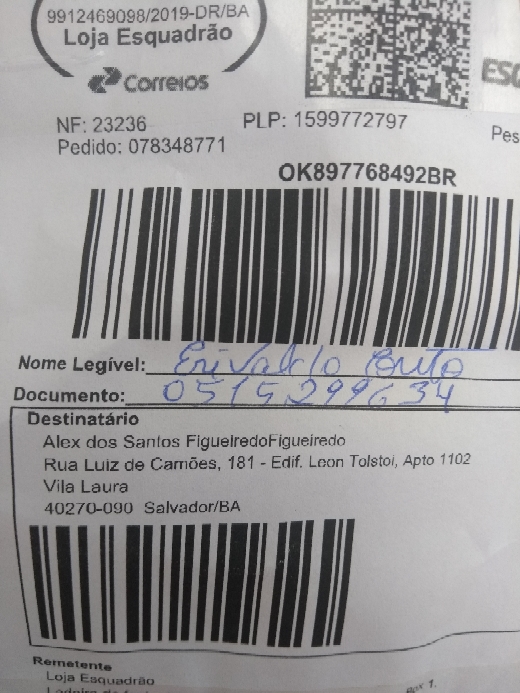 9912469098/2019-DR/BA
Loja Esquadrão
Correios
NF: 23236 PLP: 1599772797
Pedido: 078348771
OK897768492BR
Nome Legível: Erivaldo Brito
Documento: 0515299634
Destinatário
Alex dos Santos FigueiredoFigueiredo
Rua Luiz de Camões, 181 - Edif. Leon Tolstoi, Apto 1102
Vila Laura
40270-090 Salvador/BA
Remetente
Loja Esquadrão